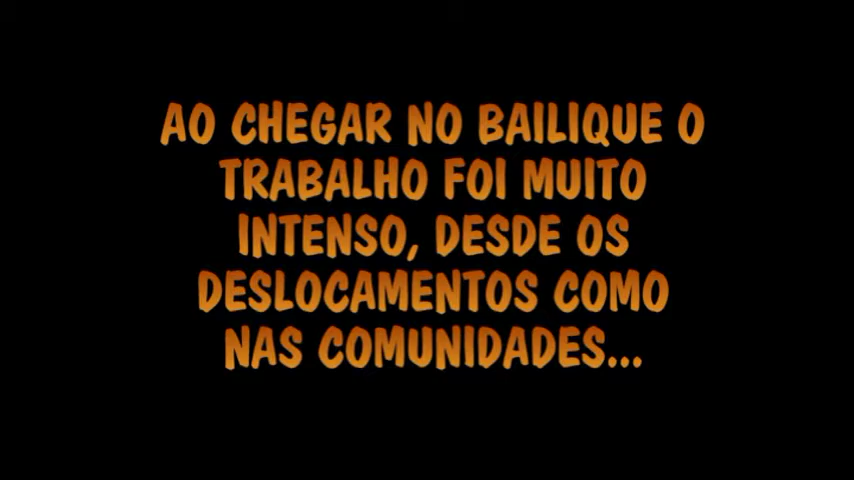 AO CHEGAR NO BAILIQUE O
TRABALHO FOI MUITO
INTENSO, DESDE OS
DESLOCAMENTOS COMO
NAS COMUNIDADES...